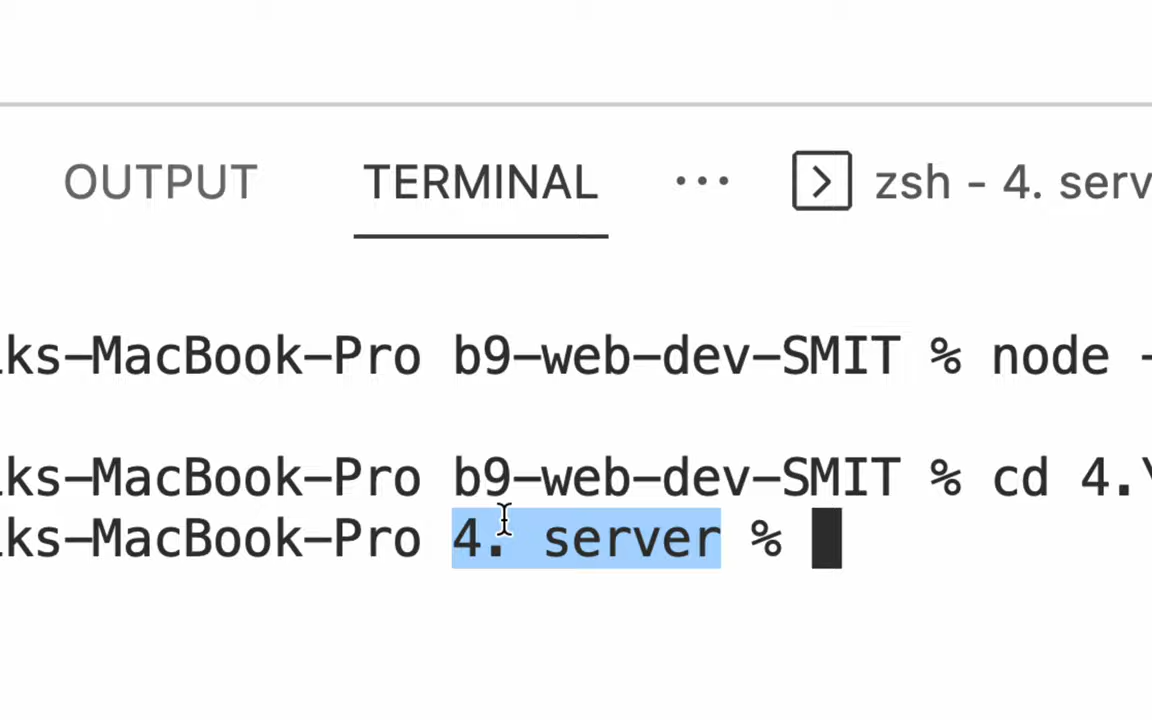 OUTPUT TERMINAL ··· zsh - 4. serv
ks-MacBook-Pro b9-web-dev-SMIT % node -
ks-MacBook-Pro b9-web-dev-SMIT % cd 4.\
ks-MacBook-Pro 4. server %